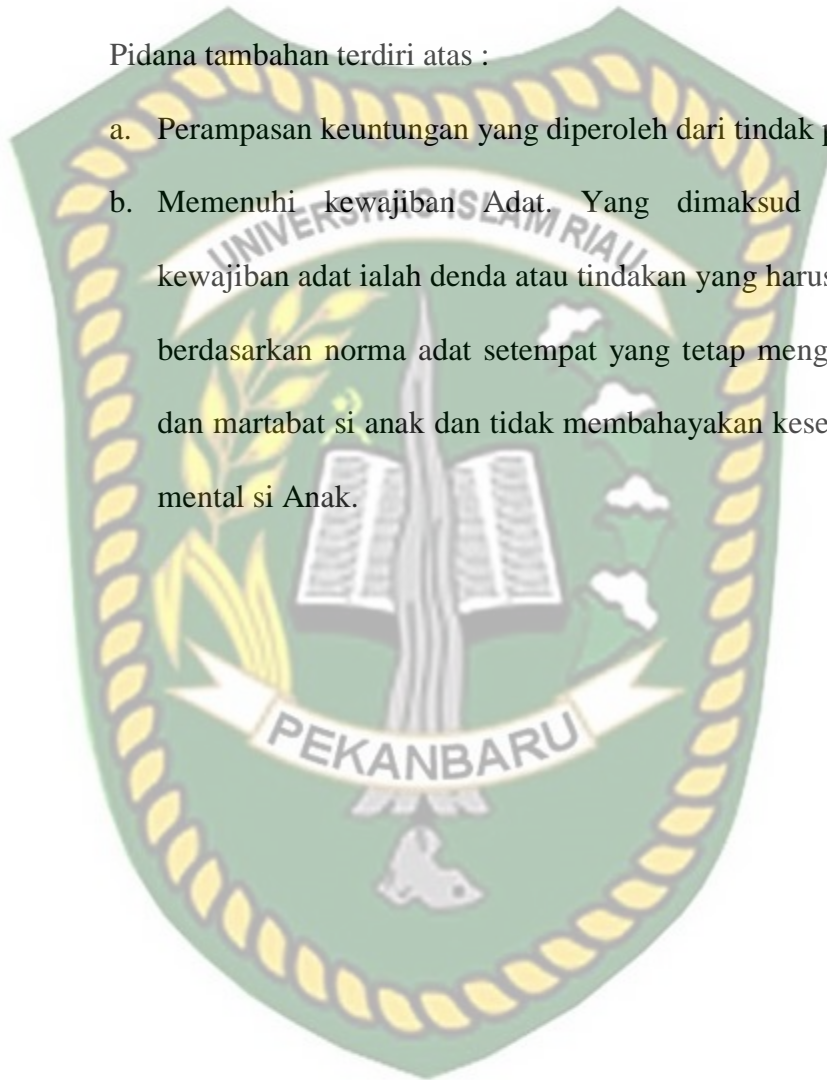 Pidana tambahan terdiri atas :
a. Perampasan keuntungan yang diperoleh dari tindak
b. Memenuhi kewajiban Adat. Yang dimaksud
UNIVERSITAS ISLAM RIAU
kewajiban adat ialah denda atau tindakan yang harus
berdasarkan norma adat setempat yang tetap
dan martabat si anak dan tidak membahayakan
mental si Anak.
PEKANBARU